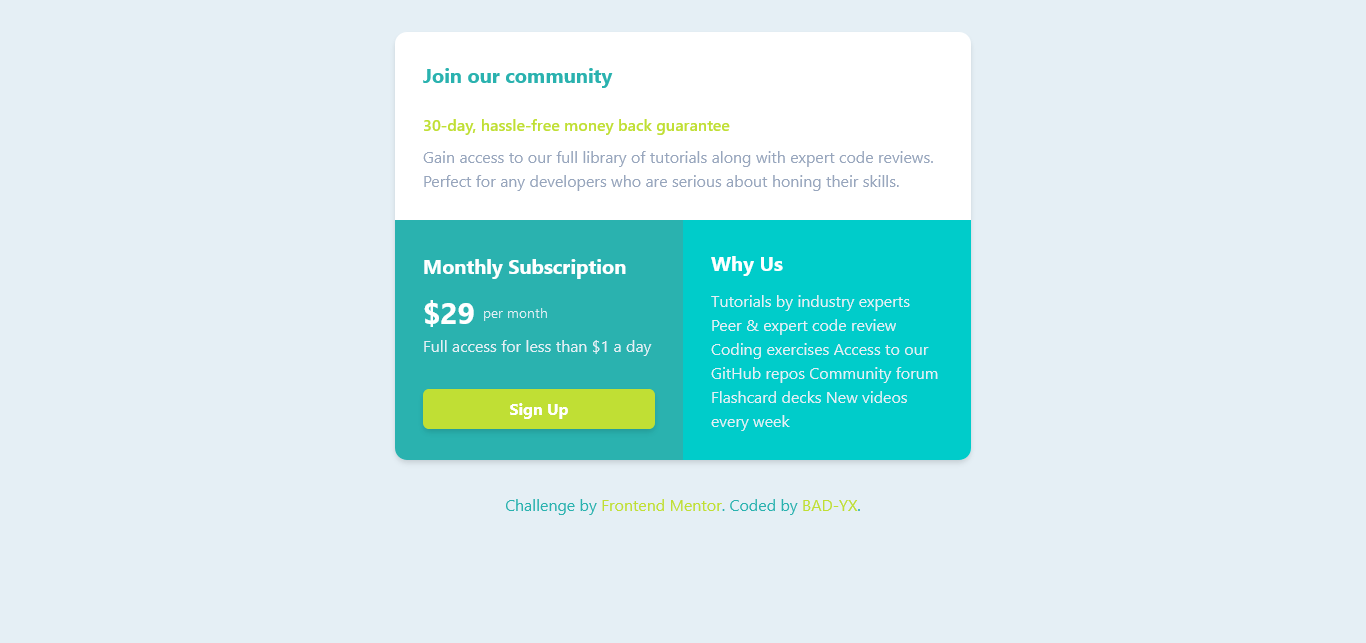 Join our community
30-day, hassle-free money back guarantee
Gain access to our full library of tutorials along with expert code reviews.
Perfect for any developers who are serious about honing their skills.
Monthly Subscription
$29 per month
Full access for less than $1 a day
Sign Up
Why Us
Tutorials by industry experts
Peer & expert code review
Coding exercises Access to our
GitHub repos Community forum
Flashcard decks New videos
every week
Challenge by Frontend Mentor. Coded by BAD-YX.